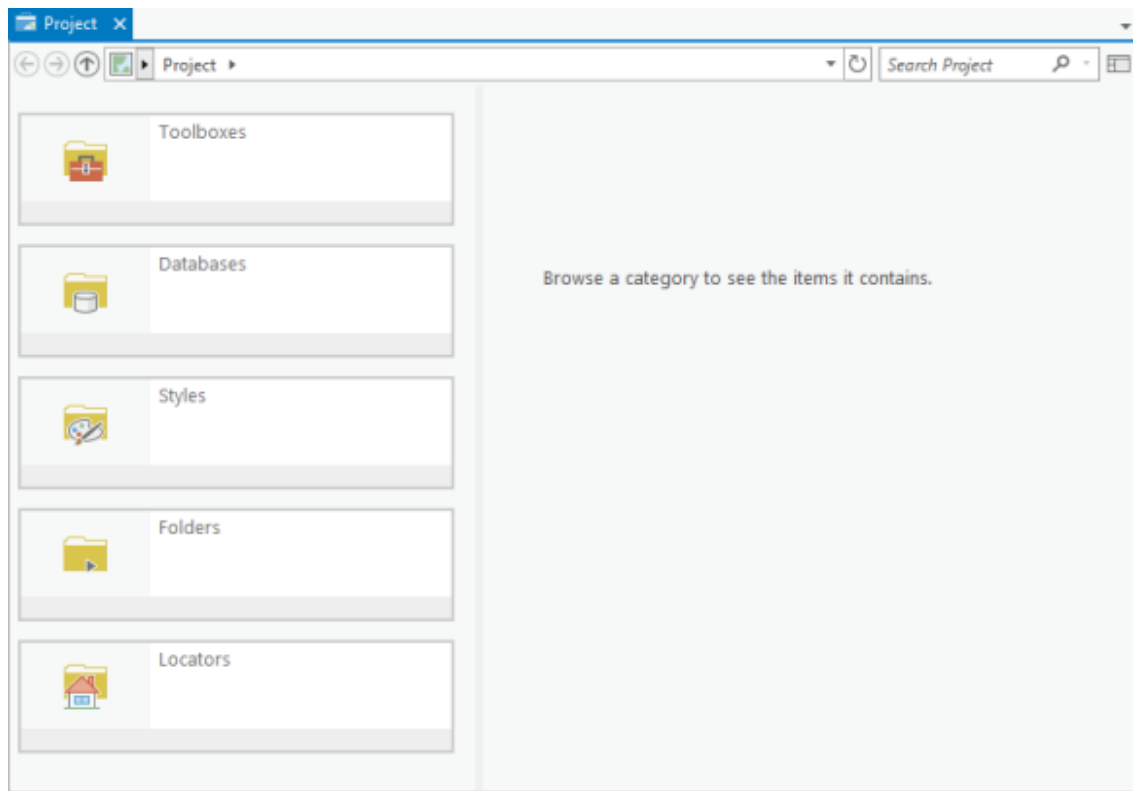 Project
Project
Search Project
Toolboxes
Databases
Browse a category to see the items it contains.
Styles
Folders
Locators